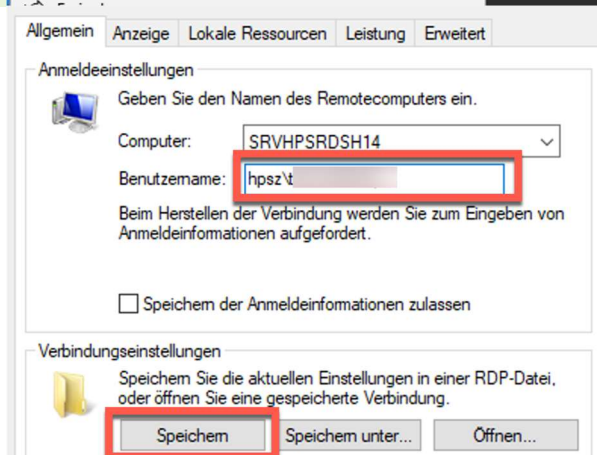 Allgemein Anzeige Lokale Ressourcen Leistung Erweitert
Anmeldeeinstellungen
Geben Sie den Namen des Remotecomputers ein.
Computer: SRVHPSRDSH14
Benutzername: hpsz\t
Beim Herstellen der Verbindung werden Sie zum Eingeben von
Anmeldeinformationen aufgefordert.
Speichern der Anmeldeinformationen zulassen
Verbindungseinstellungen
Speichern Sie die aktuellen Einstellungen in einer RDP-Datei,
oder öffnen Sie eine gespeicherte Verbindung.
Speichern Speichern unter... Öffnen...